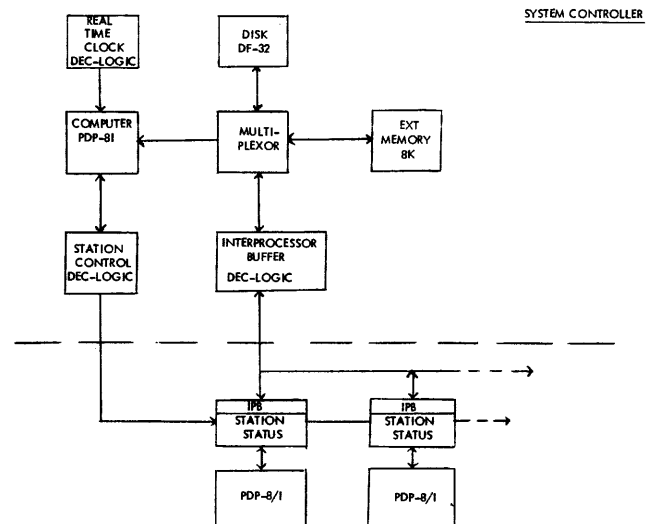 SYSTEM CONTROLLER
REAL
TIME
CLOCK
DEC-LOGIC
DISK
DF-32
COMPUTER
PDP-8I
MULTI-
PLEXOR
EXT
MEMORY
8K
STATION
CONTROL
DEC-LOGIC
INTERPROCESSOR
BUFFER
DEC-LOGIC
IPB
STATION
STATUS
IPB
STATION
STATUS
PDP-8/I
PDP-8/I